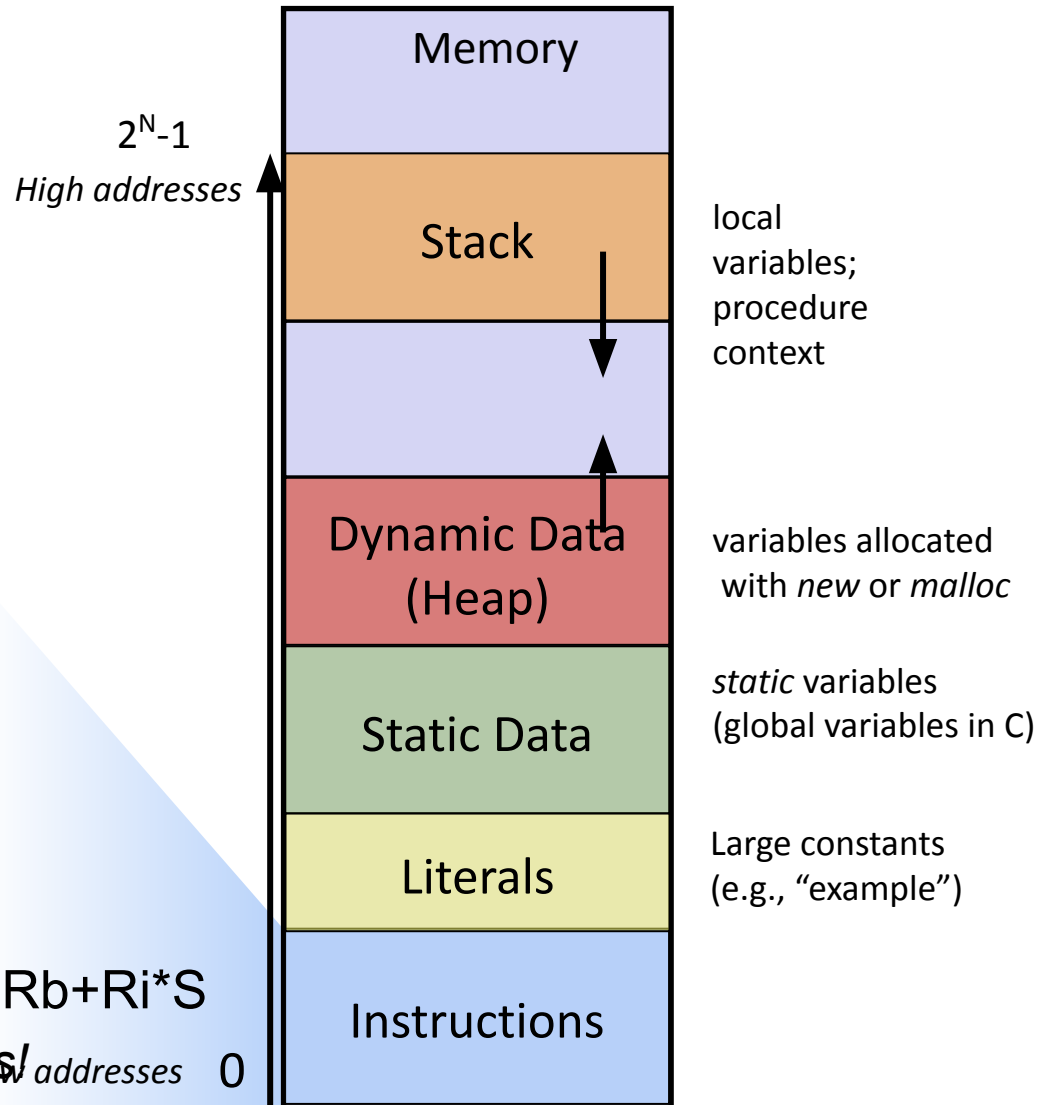 Memory
2ᴺ-1
High addresses
Stack
local
variables;
procedure
context
Dynamic Data
(Heap)
variables allocated
with new or malloc
static variables
(global variables in C)
Static Data
Large constants
(e.g., “example”)
Literals
Rb+Ri*S
Instructions
addresses 0